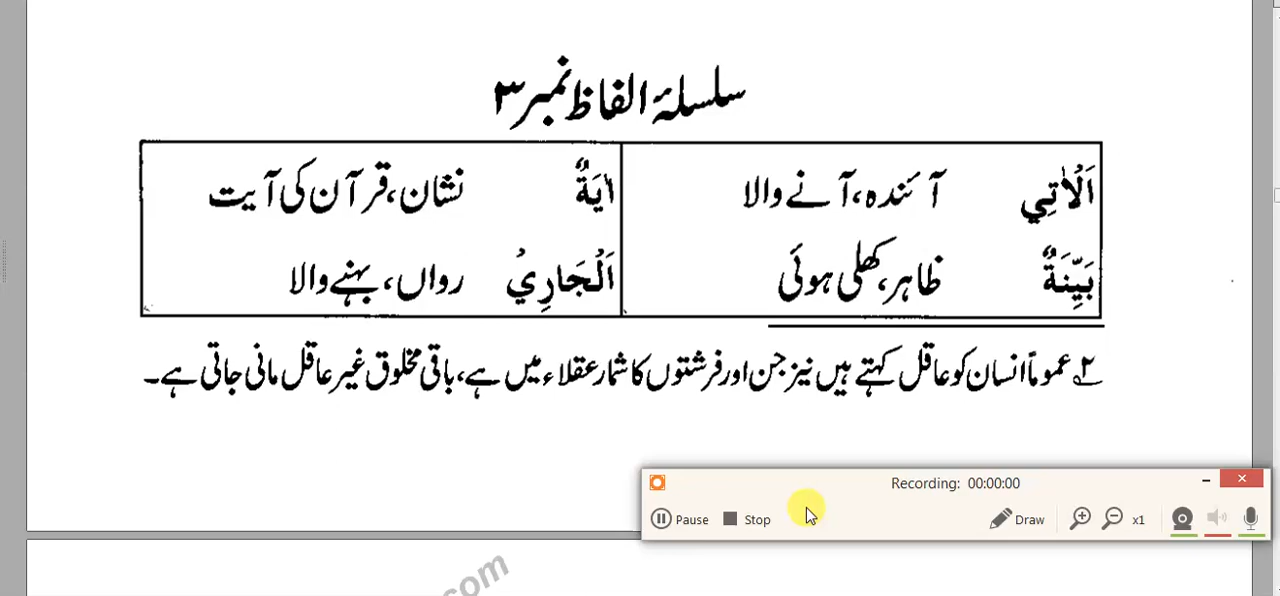 سلسلۂ الفاظ نمبر ۳
اَلْاٰتِي آئندہ، آنے والا اٰيَةٌ نشان، قرآن کی آیت
بَيِّنَةٌ ظاہر، کھلی ہوئی اَلْجَارِيُ رواں، بہنے والا
۲ عموماً انسان کو عاقل کہتے ہیں نیز جن اور فرشتوں کا شمار عقلاء میں ہے، باقی مخلوق غیر عاقل مانی جاتی ہے۔
Recording: 00:00:00
Pause Stop Draw x1
com